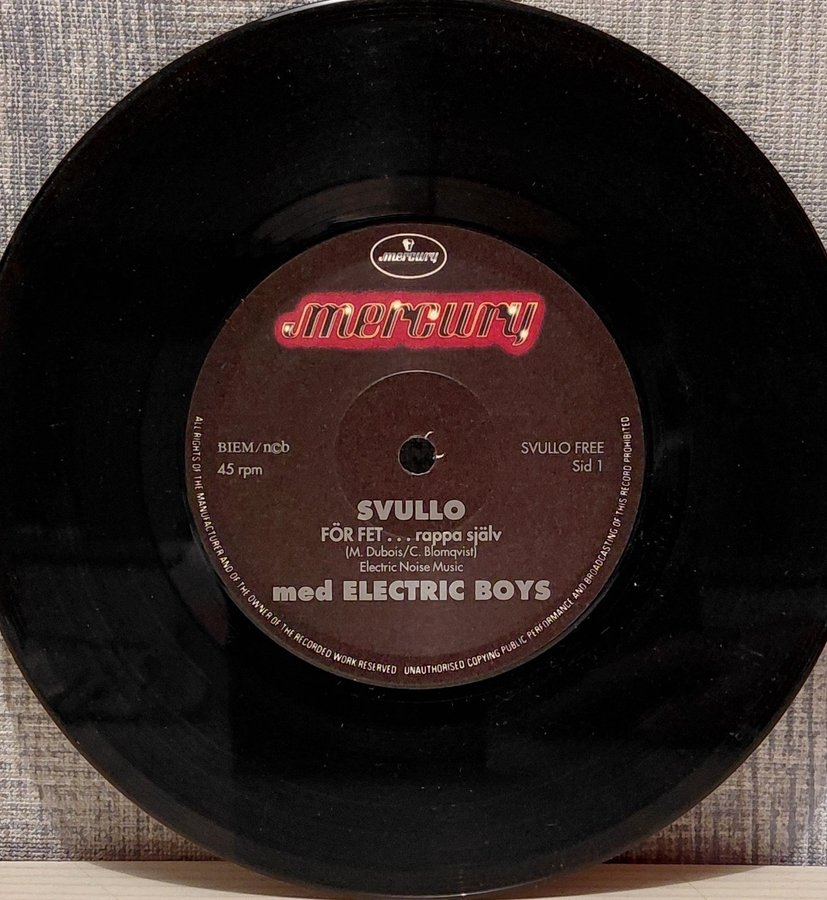 mercury
mercury
BIEM/ncb
45 rpm
SVULLO FREE
Sid 1
SVULLO
FÖR FET... rappa själv
(M. Dubois/C. Blomqvist)
Electric Noise Music
med ELECTRIC BOYS
ALL RIGHTS OF THE MANUFACTURER AND OF THE OWNER OF THE RECORDED WORK RESERVED UNAUTHORISED COPYING PUBLIC PERFORMANCE AND BROADCASTING OF THIS RECORD PROHIBITED